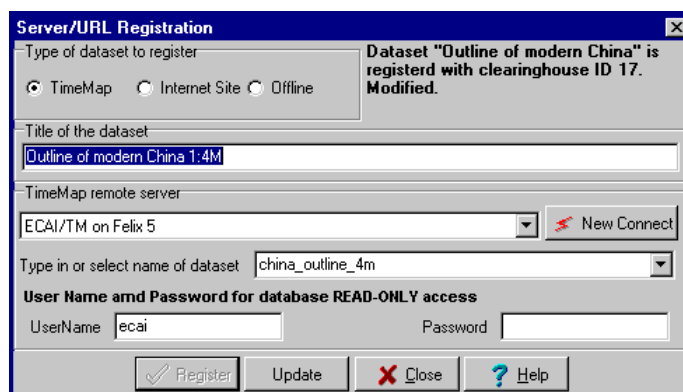 Server/URL Registration
Type of dataset to register
TimeMap Internet Site Offline
Dataset "Outline of modern China" is
registerd with clearinghouse ID 17.
Modified.
Title of the dataset
Outline of modern China 1:4M
TimeMap remote server
ECAI/TM on Felix 5
New Connect
Type in or select name of dataset china_outline_4m
User Name amd Password for database READ-ONLY access
UserName ecai Password
Register Update Close Help